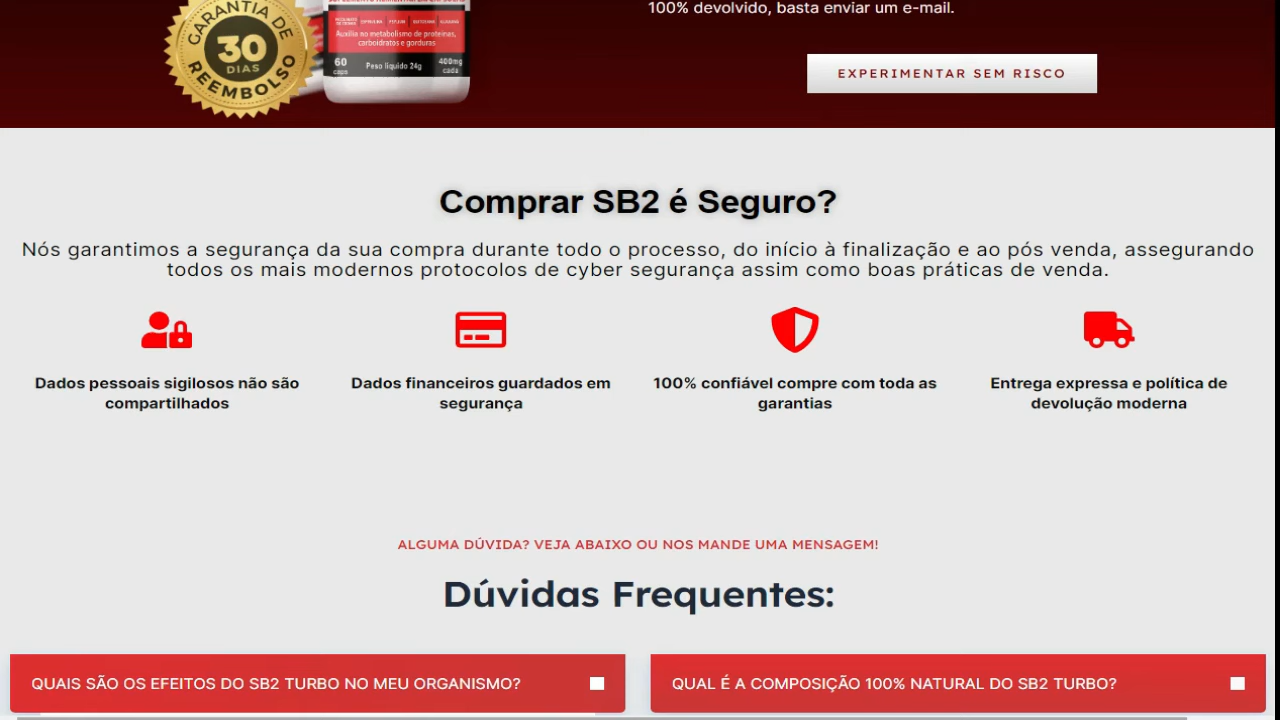 100% devolvido, basta enviar um e-mail.
GARANTIA DE
30
DIAS
REEMBOLSO
Auxilia no metabolismo de proteínas,
carboidratos e gorduras
60
caps
Peso líquido 24g
400mg
cada
EXPERIMENTAR SEM RISCO
Comprar SB2 é Seguro?
Nós garantimos a segurança da sua compra durante todo o processo, do início à finalização e ao pós venda, assegurando
todos os mais modernos protocolos de cyber segurança assim como boas práticas de venda.
Dados pessoais sigilosos não são
compartilhados
Dados financeiros guardados em
segurança
100% confiável compre com toda as
garantias
Entrega expressa e política de
devolução moderna
ALGUMA DÚVIDA? VEJA ABAIXO OU NOS MANDE UMA MENSAGEM!
Dúvidas Frequentes:
QUAIS SÃO OS EFEITOS DO SB2 TURBO NO MEU ORGANISMO?
QUAL É A COMPOSIÇÃO 100% NATURAL DO SB2 TURBO?